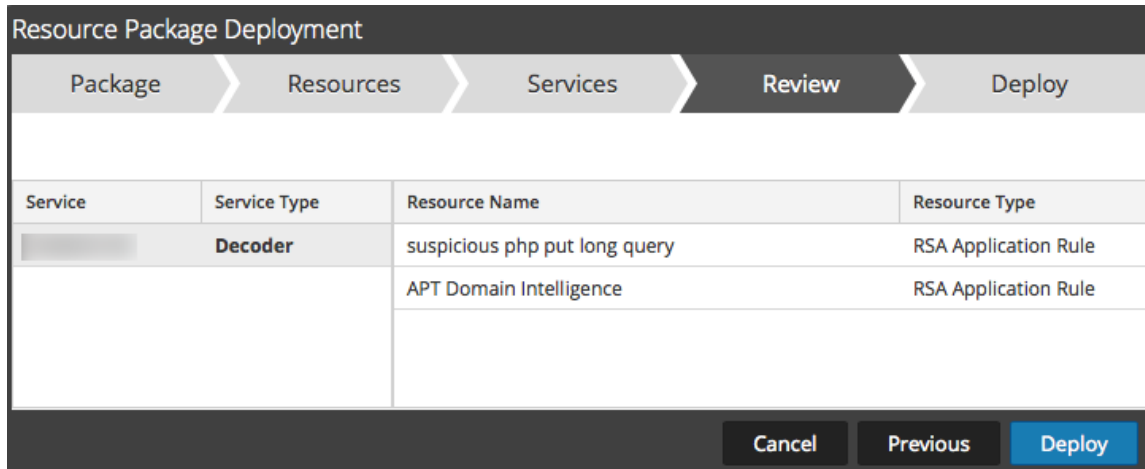 Resource Package Deployment
Package Resources Services Review Deploy
Service Service Type Resource Name Resource Type
Decoder suspicious php put long query RSA Application Rule
APT Domain Intelligence RSA Application Rule
Cancel Previous Deploy